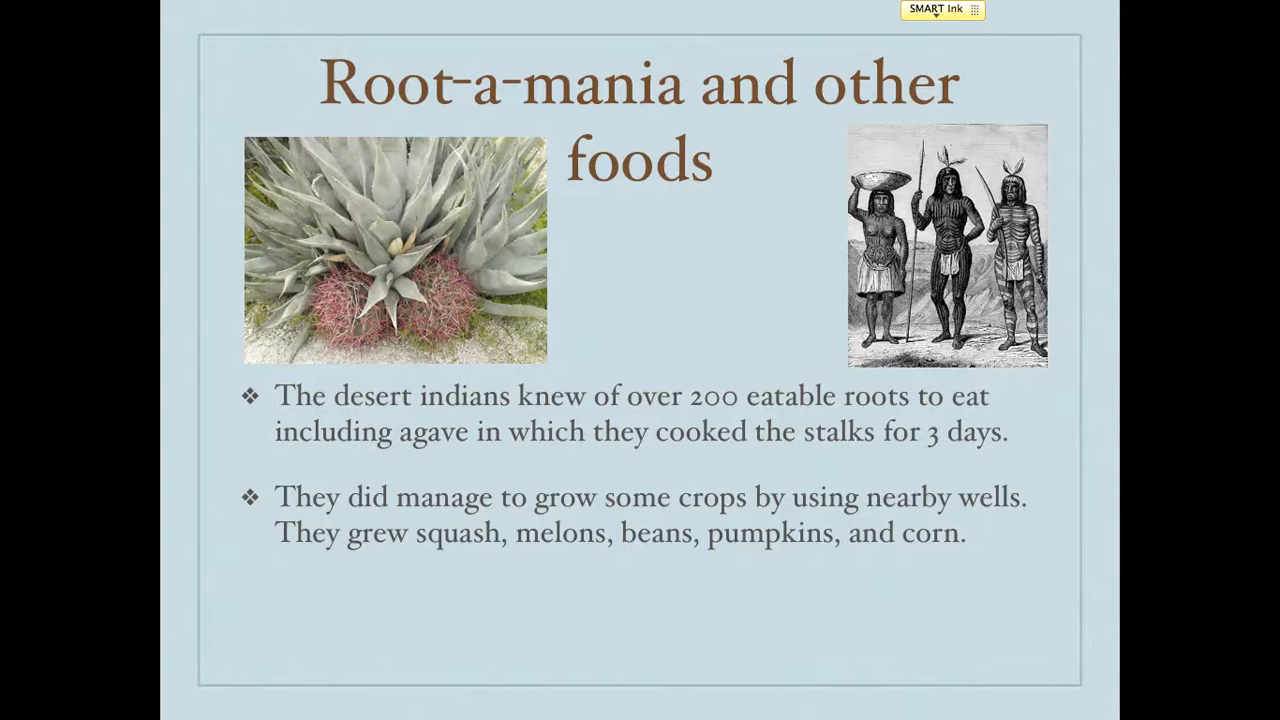 SMART Ink
Root-a-mania and other
foods
❖ The desert indians knew of over 200 eatable roots to eat
including agave in which they cooked the stalks for 3 days.
❖ They did manage to grow some crops by using nearby wells.
They grew squash, melons, beans, pumpkins, and corn.